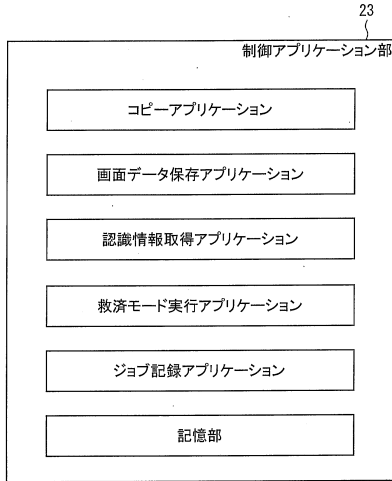 23
制御アプリケーション部
コピーアプリケーション
画面データ保存アプリケーション
認識情報取得アプリケーション
救済モード実行アプリケーション
ジョブ記録アプリケーション
記憶部